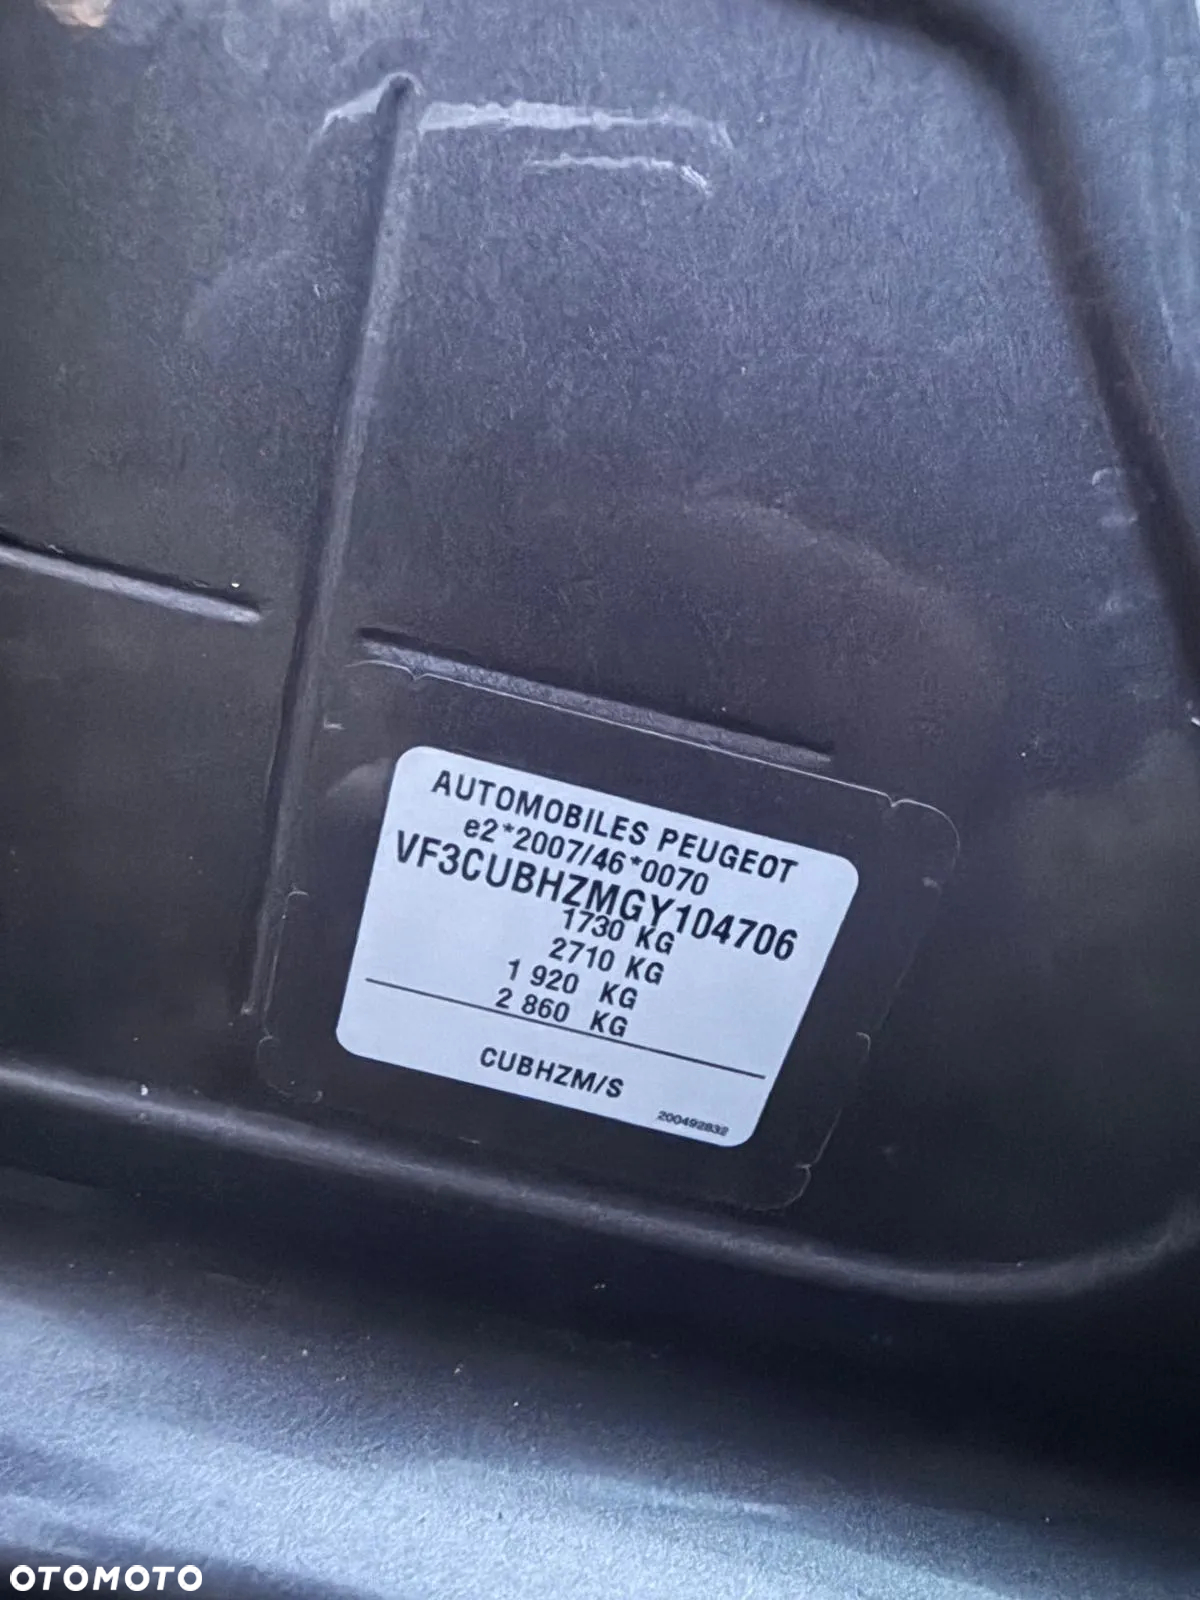 AUTOMOBILES PEUGEOT
e2*2007/46*0070
VF3CUBHZMGY104706
1730 KG
2710 KG
1 920 KG
2 860 KG
CUBHZM/S
200492832
OTOMOTO